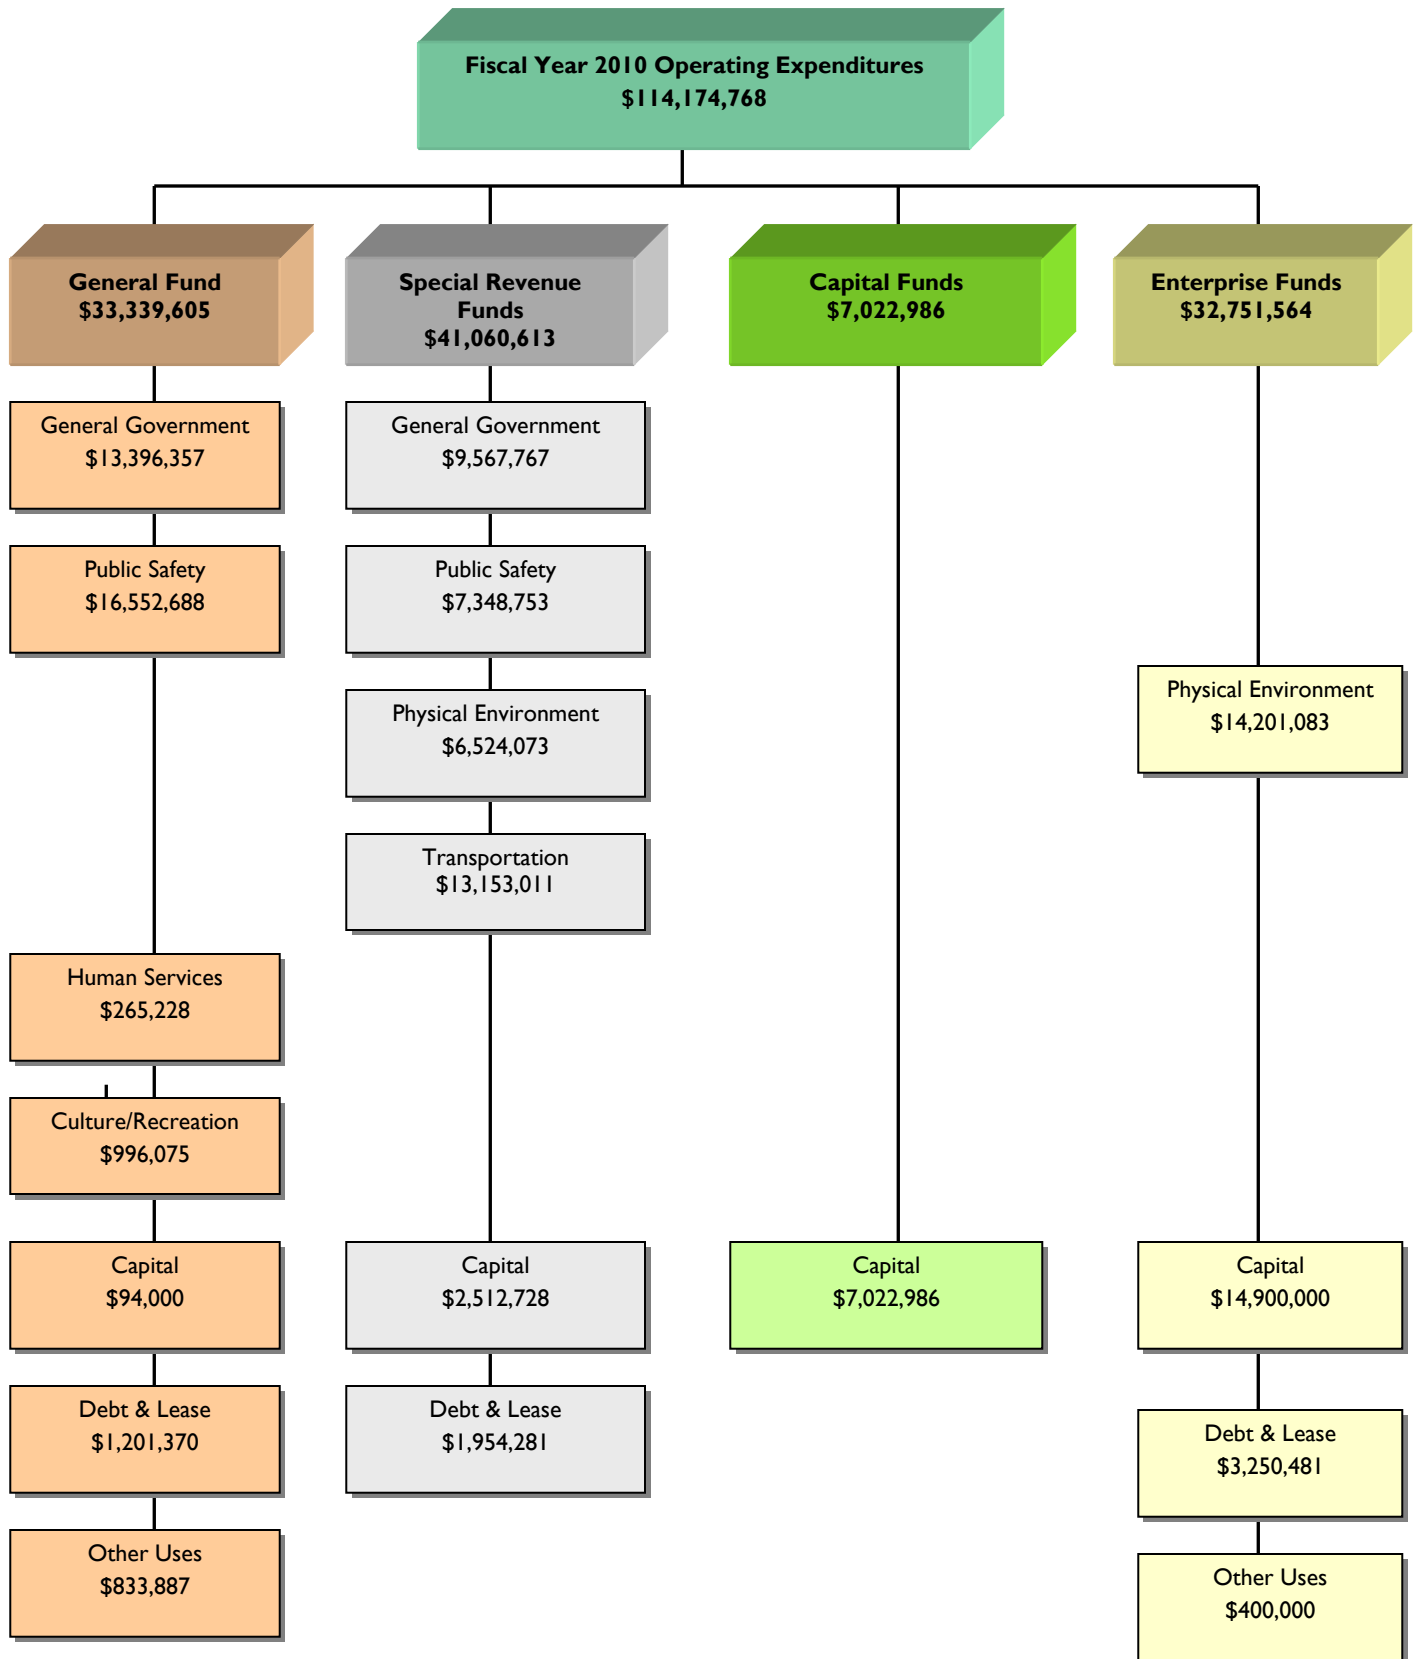 Fiscal Year 2010 Operating Expenditures
$114,174,768
General Fund
$33,339,605
Special Revenue
Funds
$41,060,613
Capital Funds
$7,022,986
Enterprise Funds
$32,751,564
General Government
$13,396,357
Public Safety
$16,552,688
Human Services
$265,228
Culture/Recreation
$996,075
Capital
$94,000
Debt & Lease
$1,201,370
Other Uses
$833,887
General Government
$9,567,767
Public Safety
$7,348,753
Physical Environment
$6,524,073
Transportation
$13,153,011
Capital
$2,512,728
Debt & Lease
$1,954,281
Capital
$7,022,986
Physical Environment
$14,201,083
Capital
$14,900,000
Debt & Lease
$3,250,481
Other Uses
$400,000